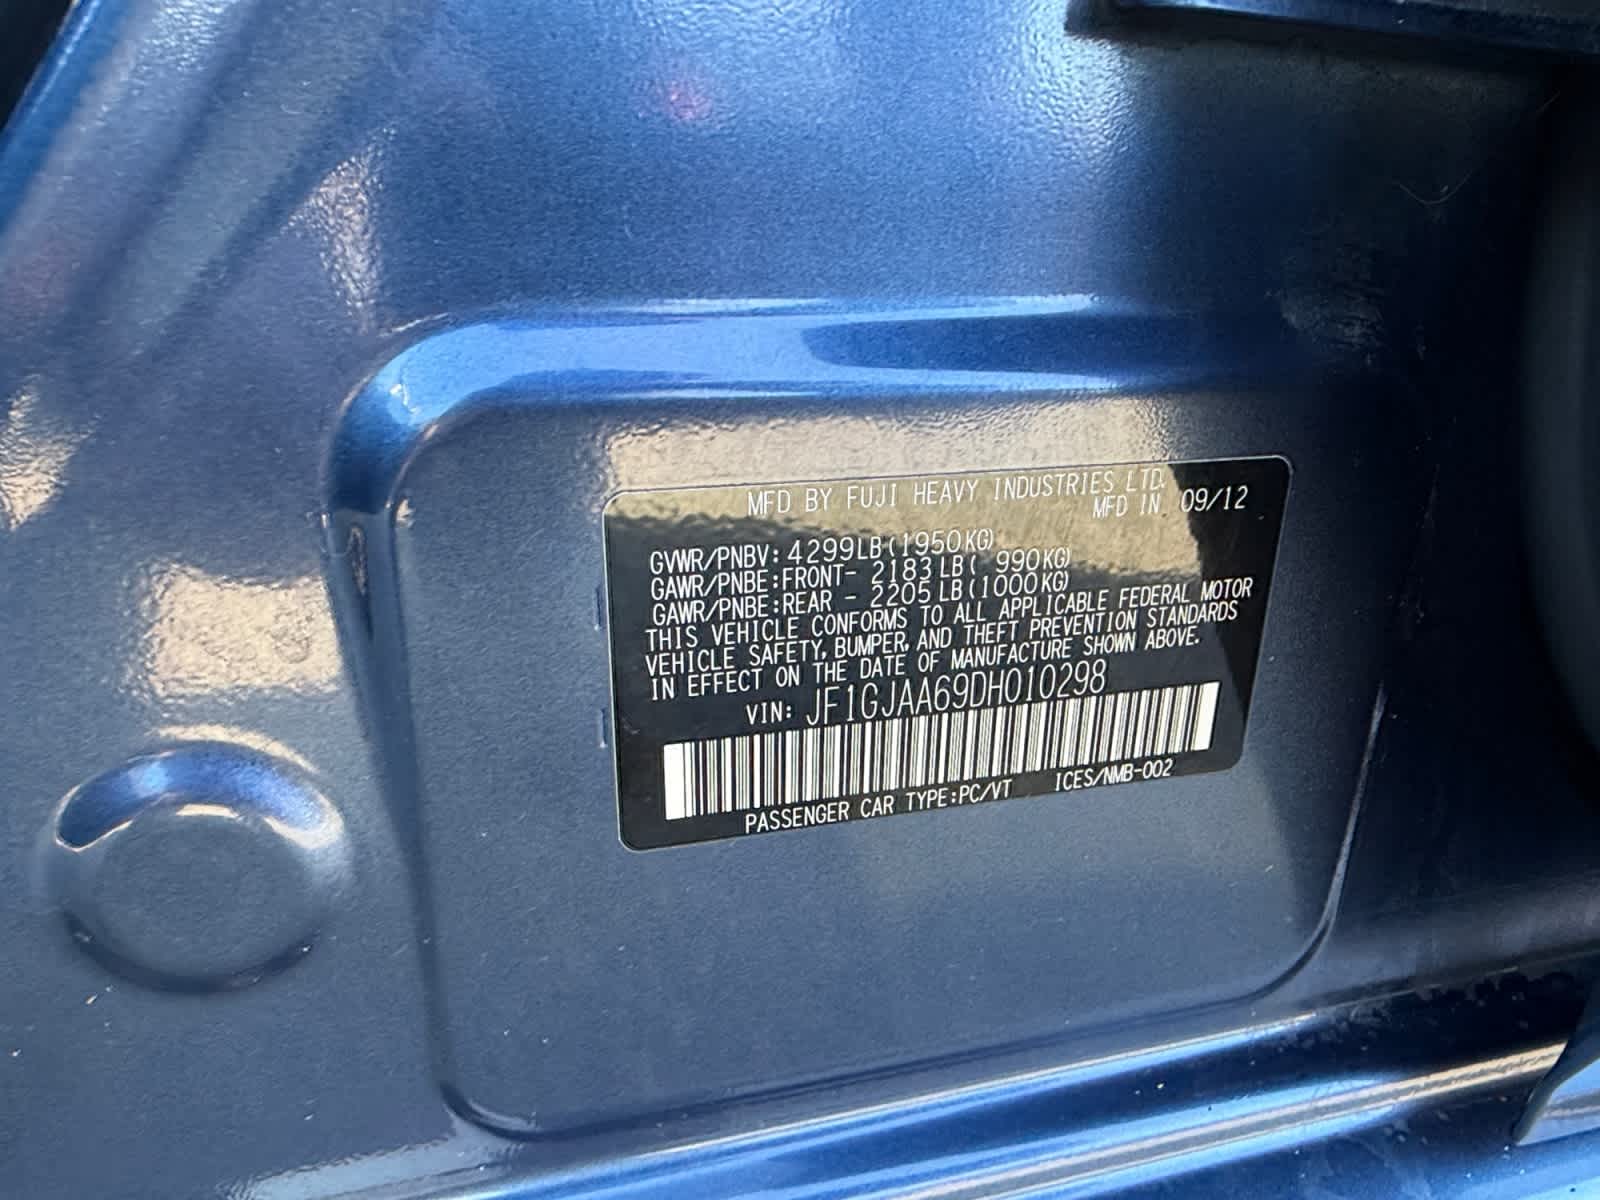 MFD BY FUJI HEAVY INDUSTRIES LTD.
MFD IN 09/12
GVWR/PNBV: 4299LB(1950KG)
GAWR/PNBE:FRONT- 2183LB( 990KG)
GAWR/PNBE:REAR - 2205LB(1000KG)
THIS VEHICLE CONFORMS TO ALL APPLICABLE FEDERAL MOTOR
VEHICLE SAFETY, BUMPER, AND THEFT PREVENTION STANDARDS
IN EFFECT ON THE DATE OF MANUFACTURE SHOWN ABOVE.
VIN: JF1GJAA69DH010298
PASSENGER CAR TYPE:PC/VT ICES/NMB-002